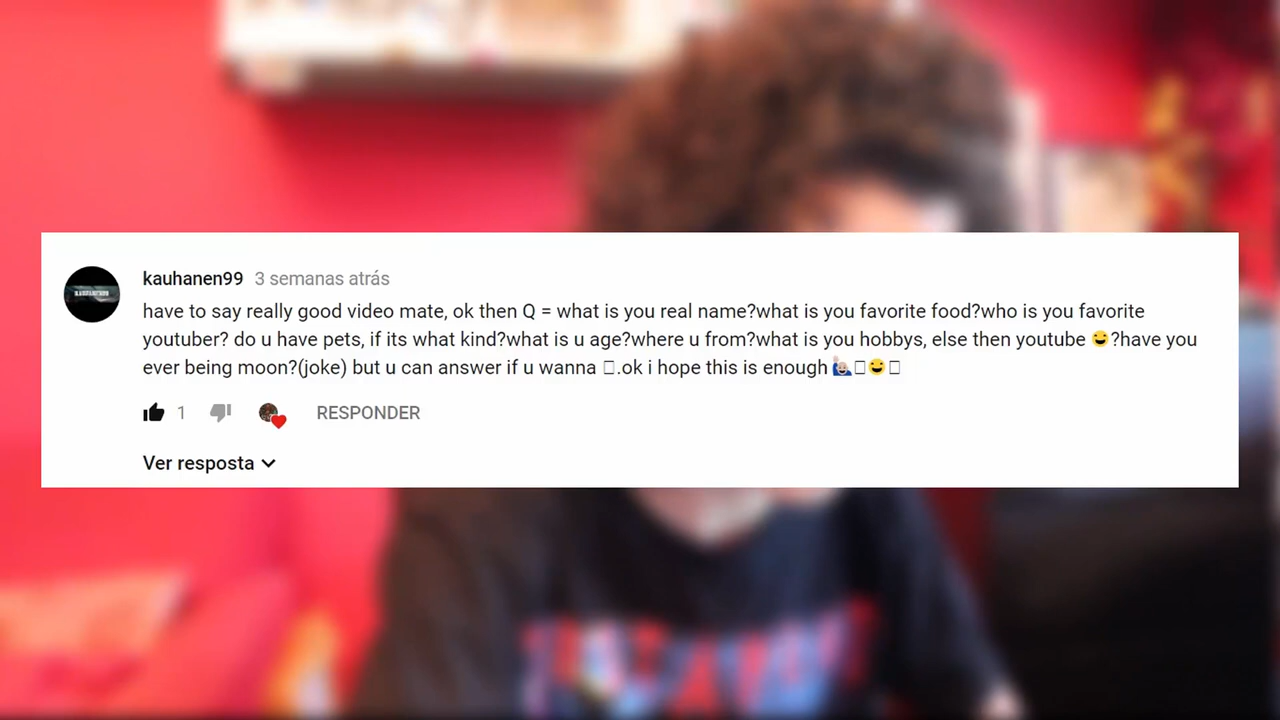 kauhanen99 3 semanas atrás
have to say really good video mate, ok then Q = what is you real name?what is you favorite food?who is you favorite
youtuber? do u have pets, if its what kind?what is u age?where u from?what is you hobbys, else then youtube 😅?have you
ever being moon?(joke) but u can answer if u wanna .ok i hope this is enough 🙋🏼😅
1 RESPONDER
Ver resposta